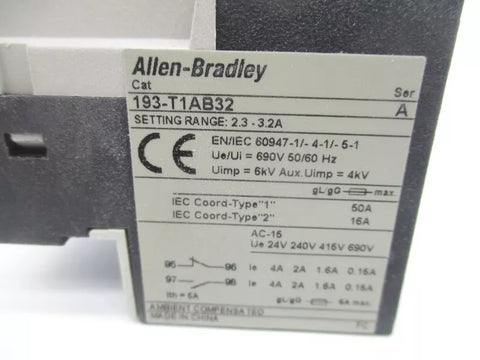 Allen-Bradley
Cat Ser
193-T1AB32 A
SETTING RANGE: 2.3 - 3.2A
CE EN/IEC 60947-1/- 4-1/- 5-1
Ue/Ui = 690V 50/60 Hz
Uimp = 6kV Aux.Uimp = 4kV
gL/gG max.
IEC Coord-Type"1" 50A
IEC Coord-Type"2" 16A
AC-15
Ue 24V 240V 415V 690V
95 96 Ie 4A 2A 1.6A 0.15A
97 98 Ie 4A 2A 1.6A 0.15A
Ith = 6A gL/gG 6A max.
AMBIENT COMPENSATED
MADE IN CHINA